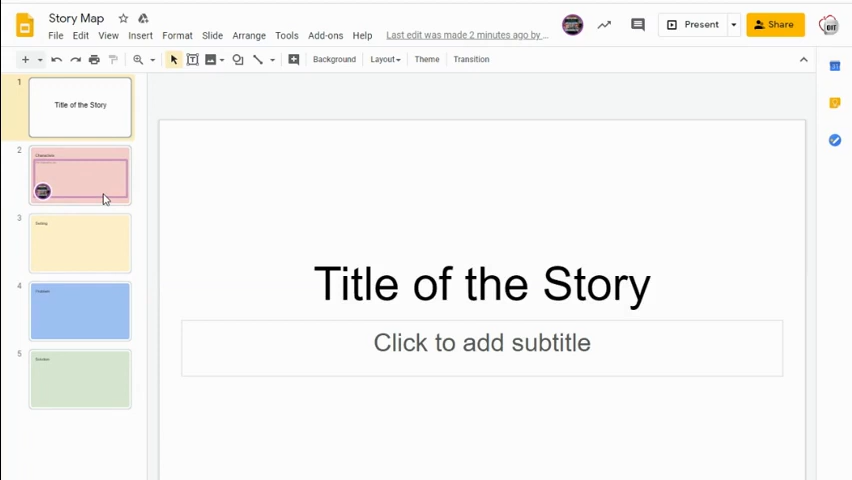 Story Map
File Edit View Insert Format Slide Arrange Tools Add-ons Help Last edit was made 2 minutes ago by ...
Present
Share
Background Layout Theme Transition
1
Title of the Story
2
Characters
3
Setting
4
Problem
5
Solution
Title of the Story
Click to add subtitle